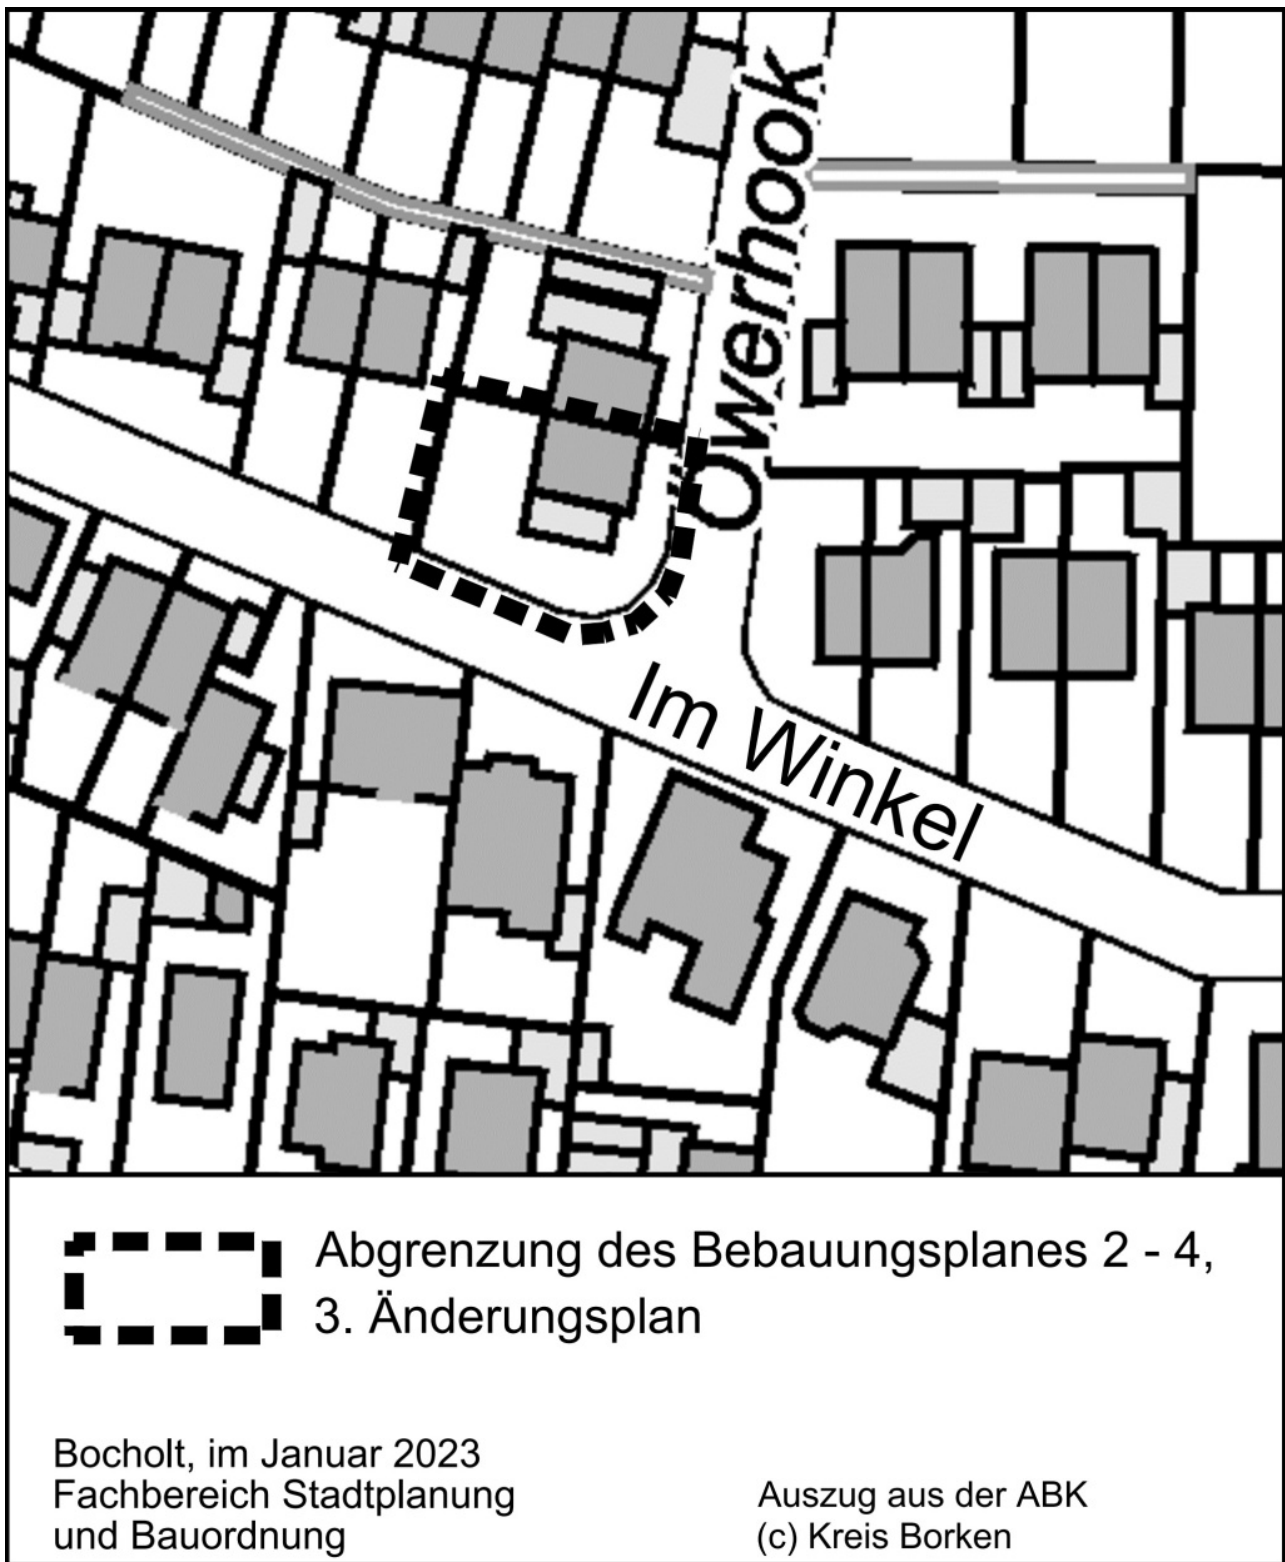 Owerhook
Im Winkel
Abgrenzung des Bebauungsplanes 2 - 4,
3. Änderungsplan
Bocholt, im Januar 2023
Fachbereich Stadtplanung
und Bauordnung
Auszug aus der ABK
(c) Kreis Borken